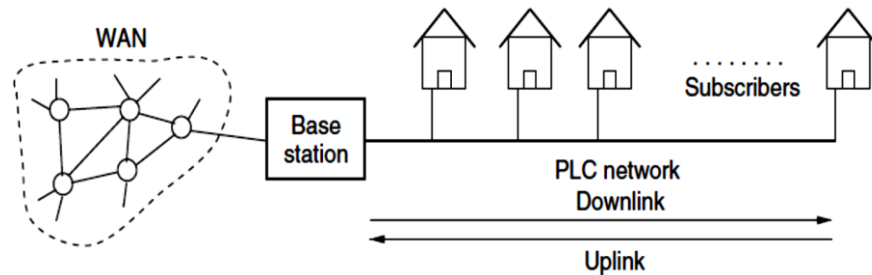 WAN
Base
station
........
Subscribers
PLC network
Downlink
Uplink